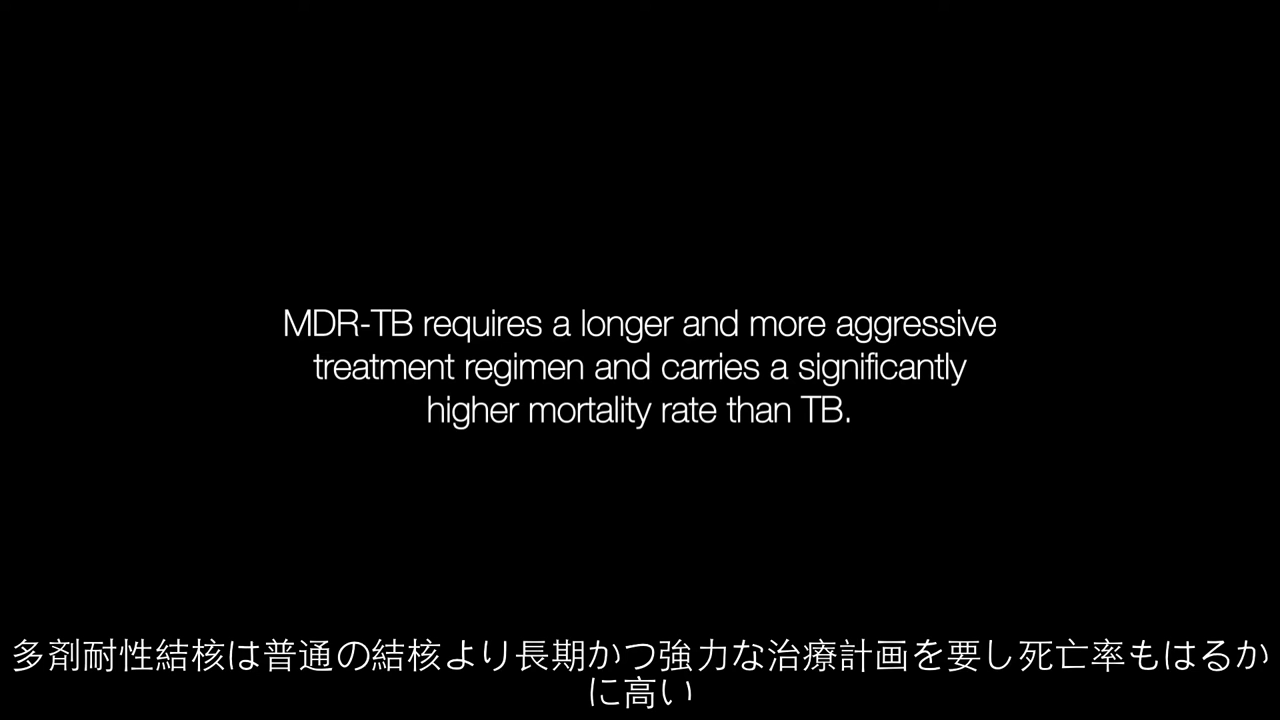 MDR-TB requires a longer and more aggressive
treatment regimen and carries a significantly
higher mortality rate than TB.
多剤耐性結核は普通の結核より長期かつ強力な治療計画を要し死亡率もはるか
に高い